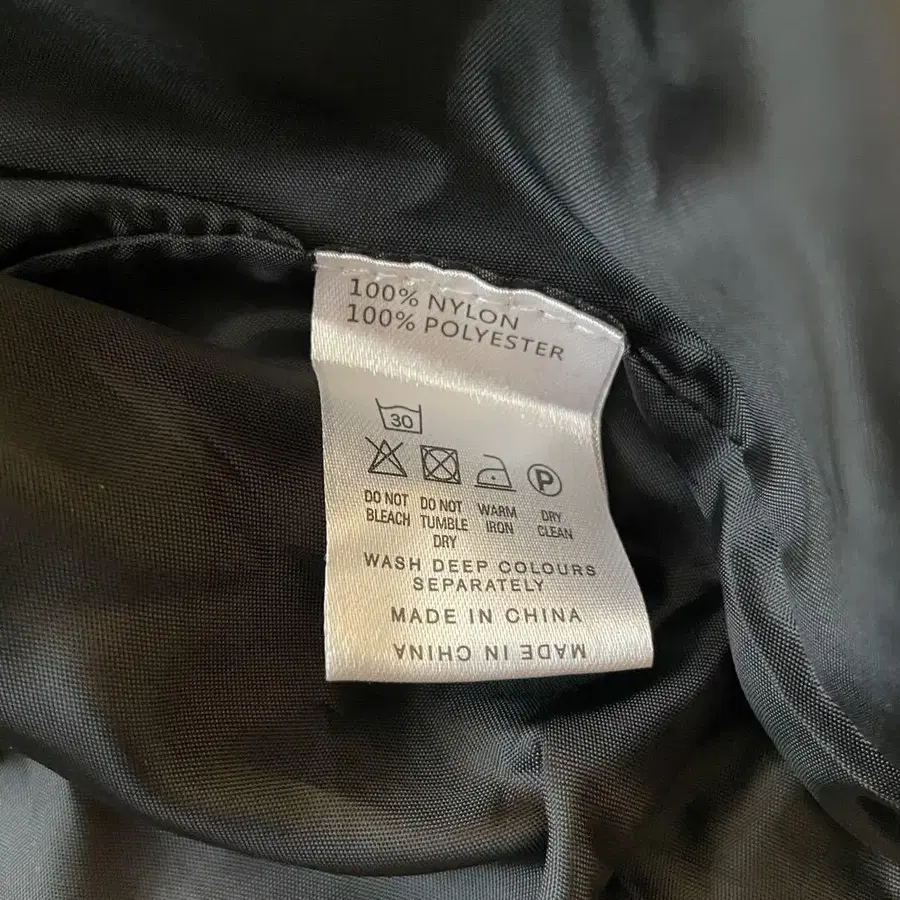 100% NYLON
100% POLYESTER
30
P
DO NOT BLEACH
DO NOT TUMBLE DRY
WARM IRON
DRY CLEAN
WASH DEEP COLOURS
SEPARATELY
MADE IN CHINA
MADE IN CHINA